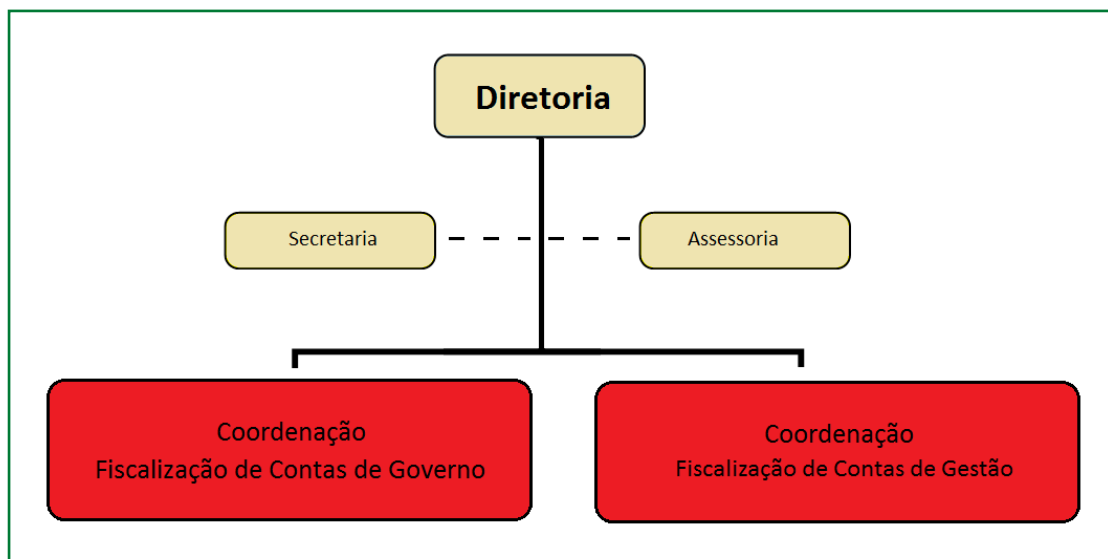 Diretoria
Secretaria
Assessoria
Coordenação
Fiscalização de Contas de Governo
Coordenação
Fiscalização de Contas de Gestão